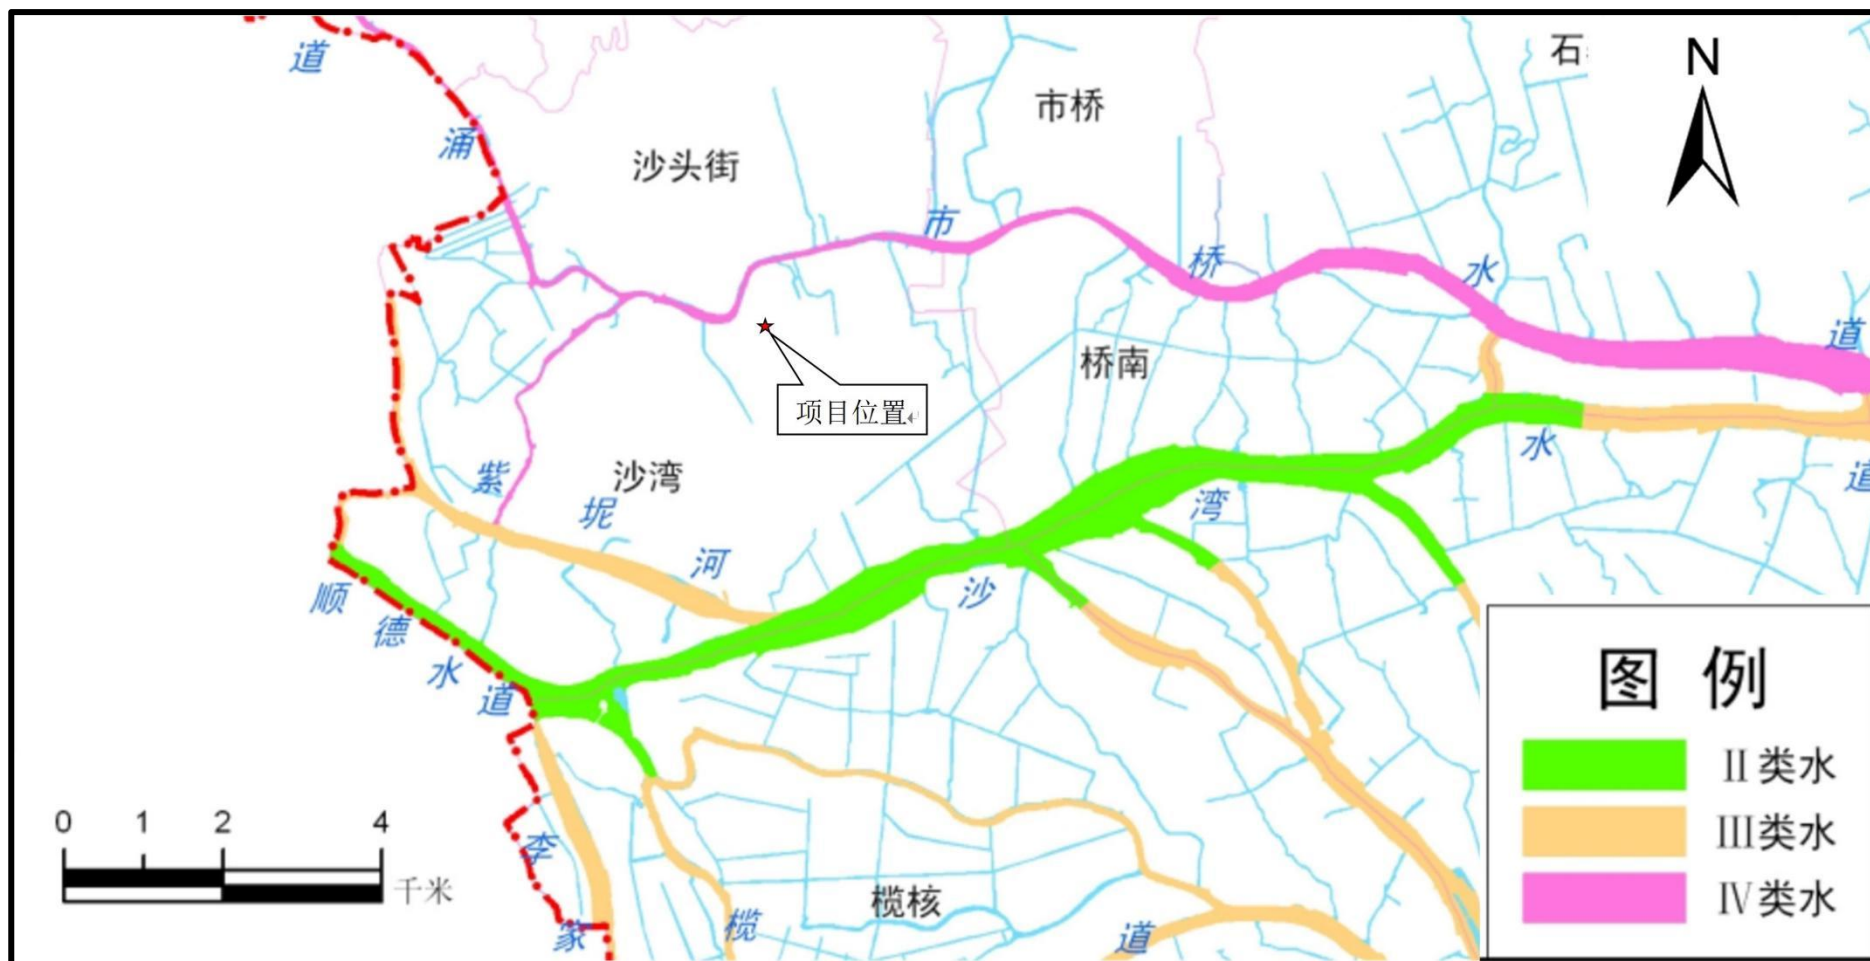 道
涌
沙头街
市桥
石
N
市
桥
水
道
桥南
项目位置
紫
坭
河
沙湾
水
道
湾
沙
顺
德
水
道
李
家
榄
榄核
道
0 1 2 4
千米
图 例
II类水
III类水
IV类水